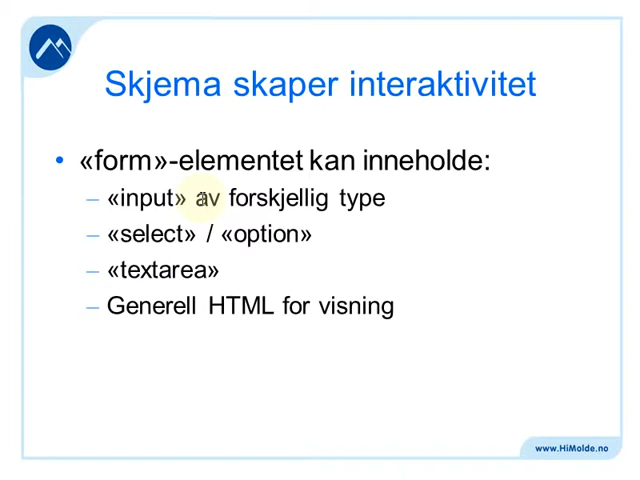 Skjema skaper interaktivitet
• «form»-elementet kan inneholde:
– «input» av forskjellig type
– «select» / «option»
– «textarea»
– Generell HTML for visning
www.HiMolde.no